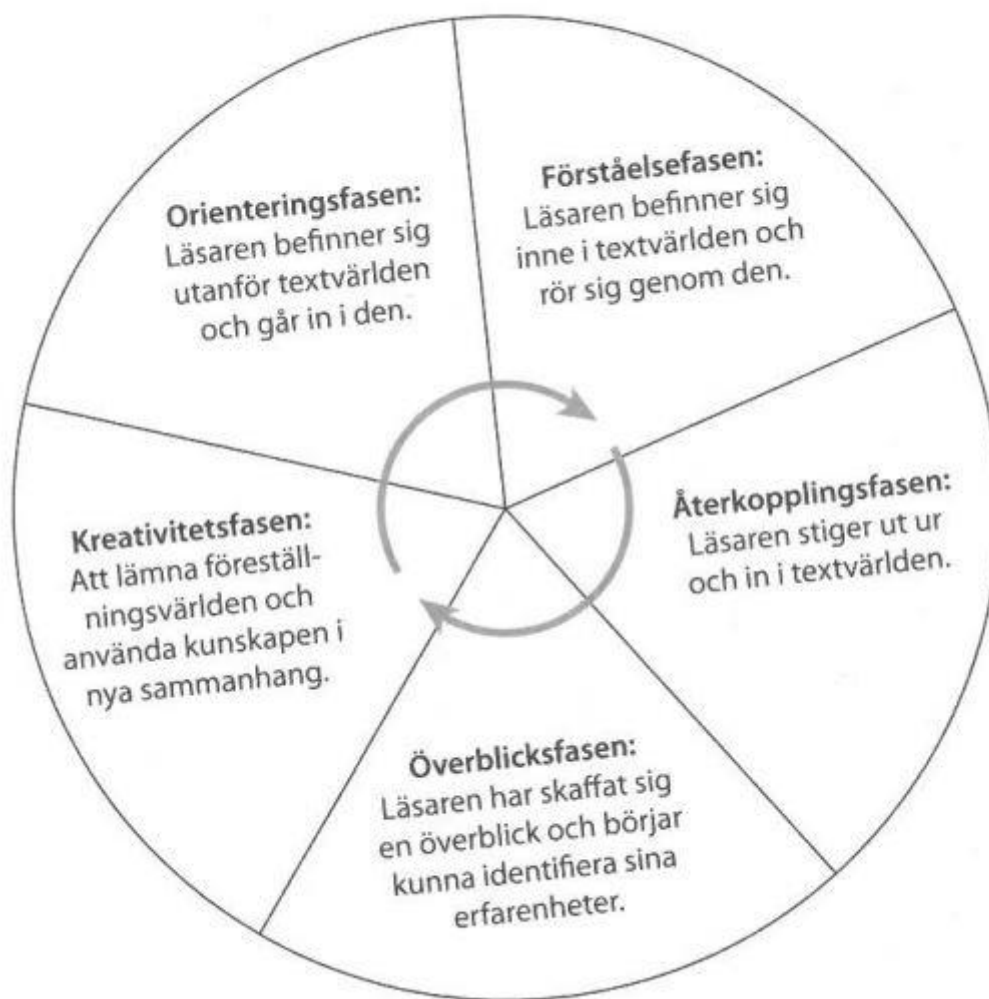 Orienteringsfasen:
Läsaren befinner sig
utanför textvärlden
och går in i den.
Förståelsefasen:
Läsaren befinner sig
inne i textvärlden och
rör sig genom den.
Återkopplingsfasen:
Läsaren stiger ut ur
och in i textvärlden.
Överblicksfasen:
Läsaren har skaffat sig
en överblick och börjar
kunna identifiera sina
erfarenheter.
Kreativitetsfasen:
Att lämna föreställ-
ningsvärlden och
använda kunskapen i
nya sammanhang.